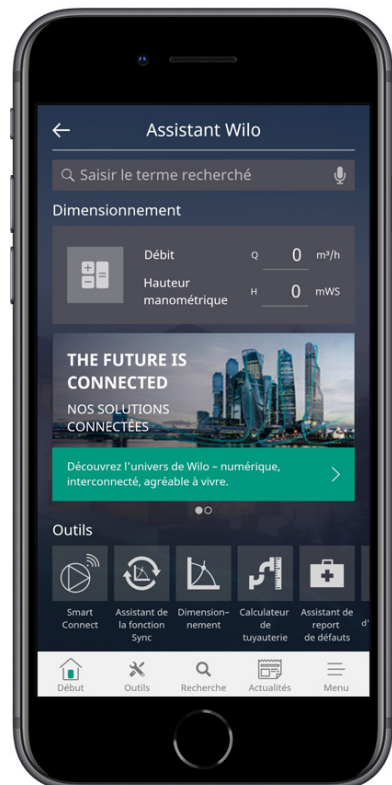 Assistant Wilo
Saisir le terme recherché
Dimensionnement
Débit Q 0 m³/h
Hauteur
manométrique H 0 mWS
THE FUTURE IS
CONNECTED
NOS SOLUTIONS
CONNECTÉES
Découvrez l'univers de Wilo – numérique,
interconnecté, agréable à vivre.
Outils
Smart
Connect
Assistant de
la fonction
Sync
Dimension-
nement
Calculateur
de
tuyauterie
Assistant de
report
de défauts
d'
Début
Outils
Recherche
Actualités
Menu